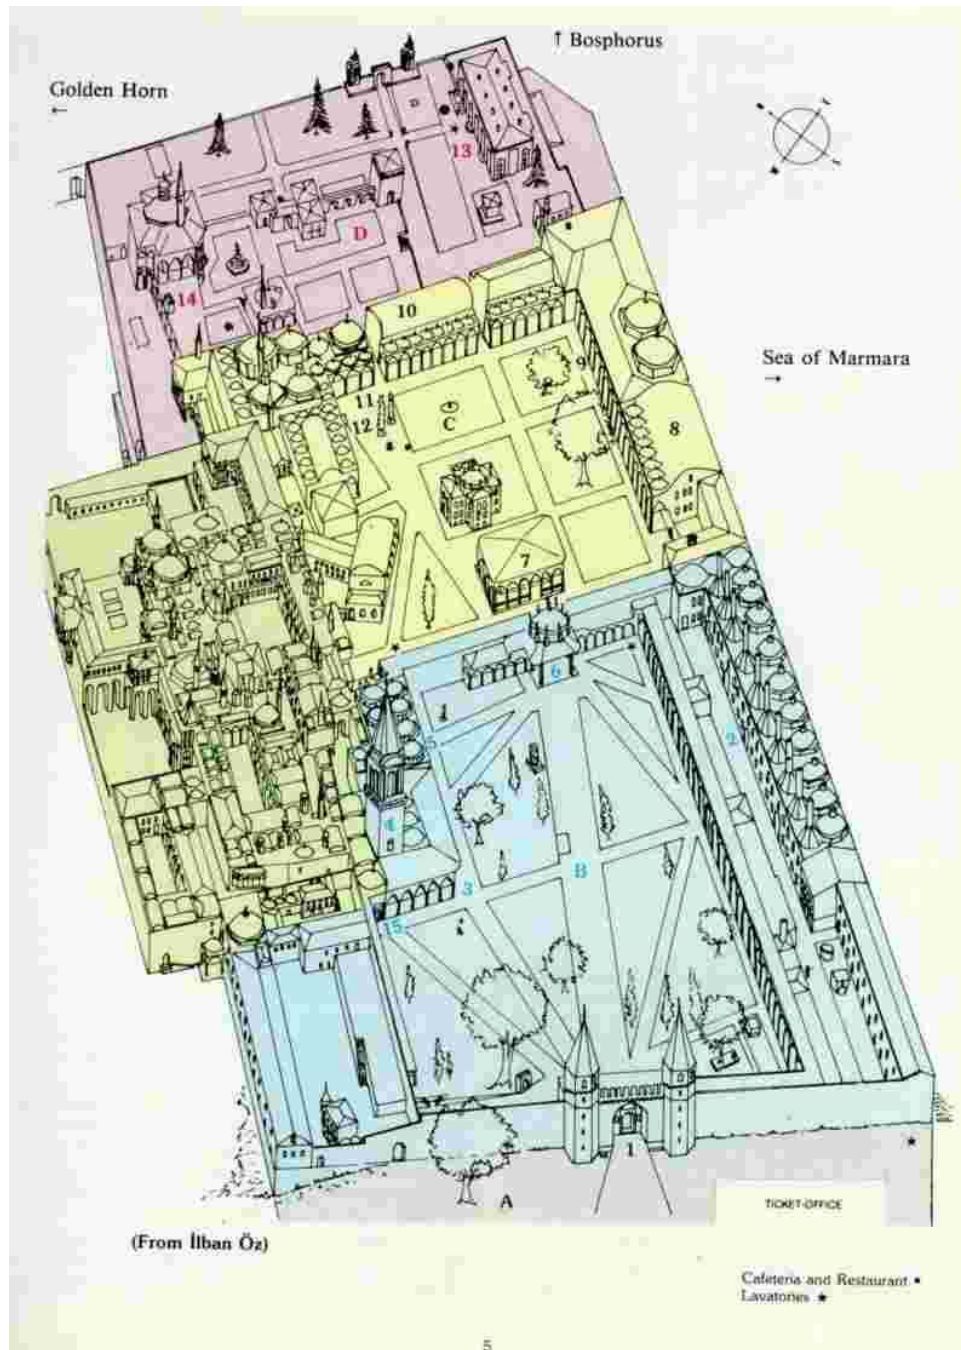 ↑ Bosphorus
Golden Horn
←
13
D
14
10
Sea of Marmara
→
9
11
C
12
8
7
6
2
5
4
B
3
15
1
A
TICKET-OFFICE
(From İlban Öz)
Cafeteria and Restaurant •
Lavatories ★
5